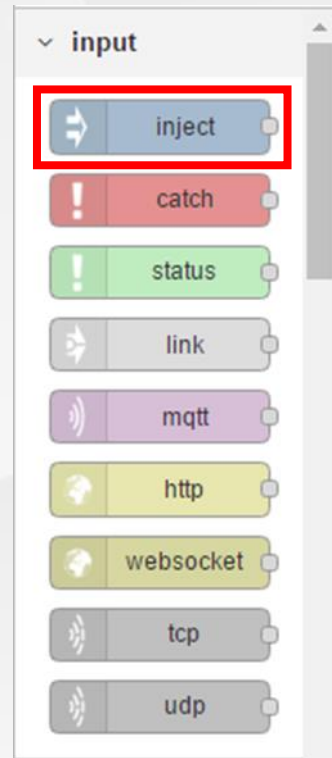 input
inject
catch
status
link
mqtt
http
websocket
tcp
udp